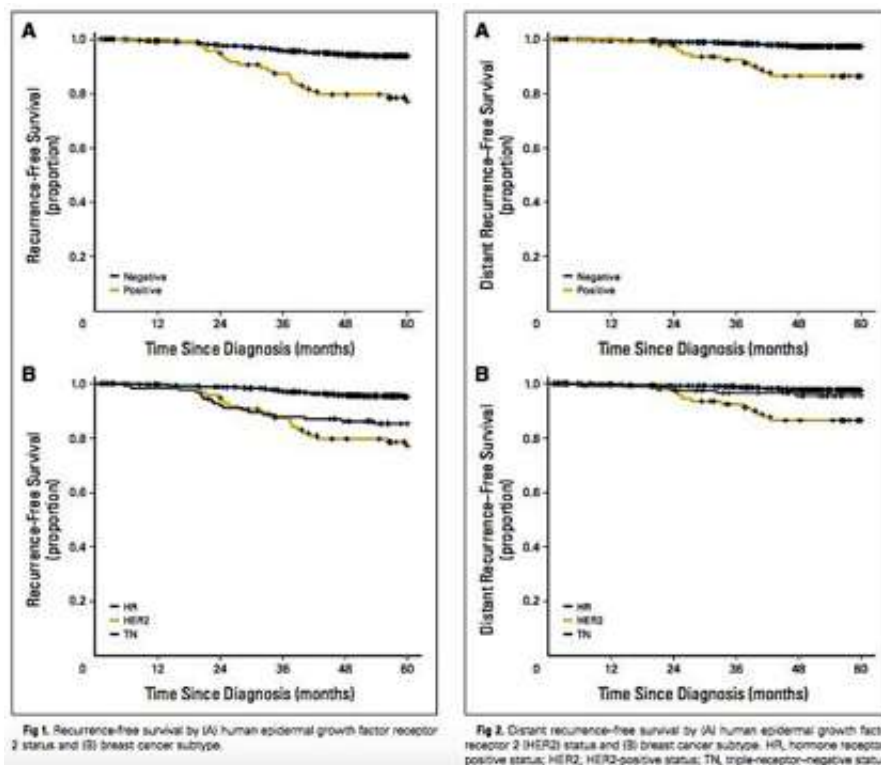 A
1.0
0.8
0.6
0.4
0.2
Recurrence-Free Survival
(proportion)
Negative
Positive
0 12 24 36 48 60
Time Since Diagnosis (months)
B
1.0
0.8
0.6
0.4
0.2
Recurrence-Free Survival
(proportion)
HR
HER2
TN
0 12 24 36 48 60
Time Since Diagnosis (months)
Fig 1. Recurrence-free survival by (A) human epidermal growth factor receptor
2 status and (B) breast cancer subtype.
A
1.0
0.8
0.6
0.4
0.2
Distant Recurrence–Free Survival
(proportion)
Negative
Positive
0 12 24 36 48 60
Time Since Diagnosis (months)
B
1.0
0.8
0.6
0.4
0.2
Distant Recurrence–Free Survival
(proportion)
HR
HER2
TN
0 12 24 36 48 60
Time Since Diagnosis (months)
Fig 2. Distant recurrence–free survival by (A) human epidermal growth fact
receptor 2 (HER2) status and (B) breast cancer subtype. HR, hormone recepto
positive status; HER2, HER2-positive status; TN, triple-receptor–negative statu